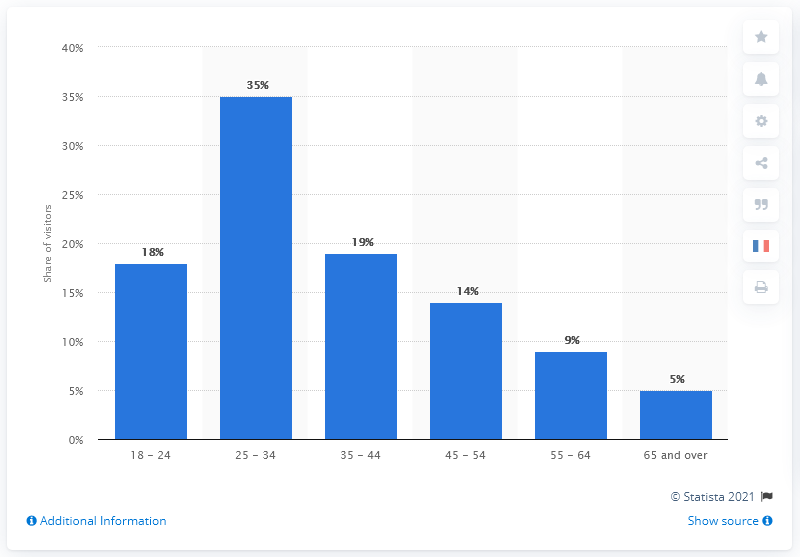 40%
35%
30%
25%
20%
15%
10%
5%
0%
Share of visitors
18%
35%
19%
14%
9%
5%
18 – 24
25 – 34
35 – 44
45 – 54
55 – 64
65 and over
© Statista 2021
Additional Information
Show source